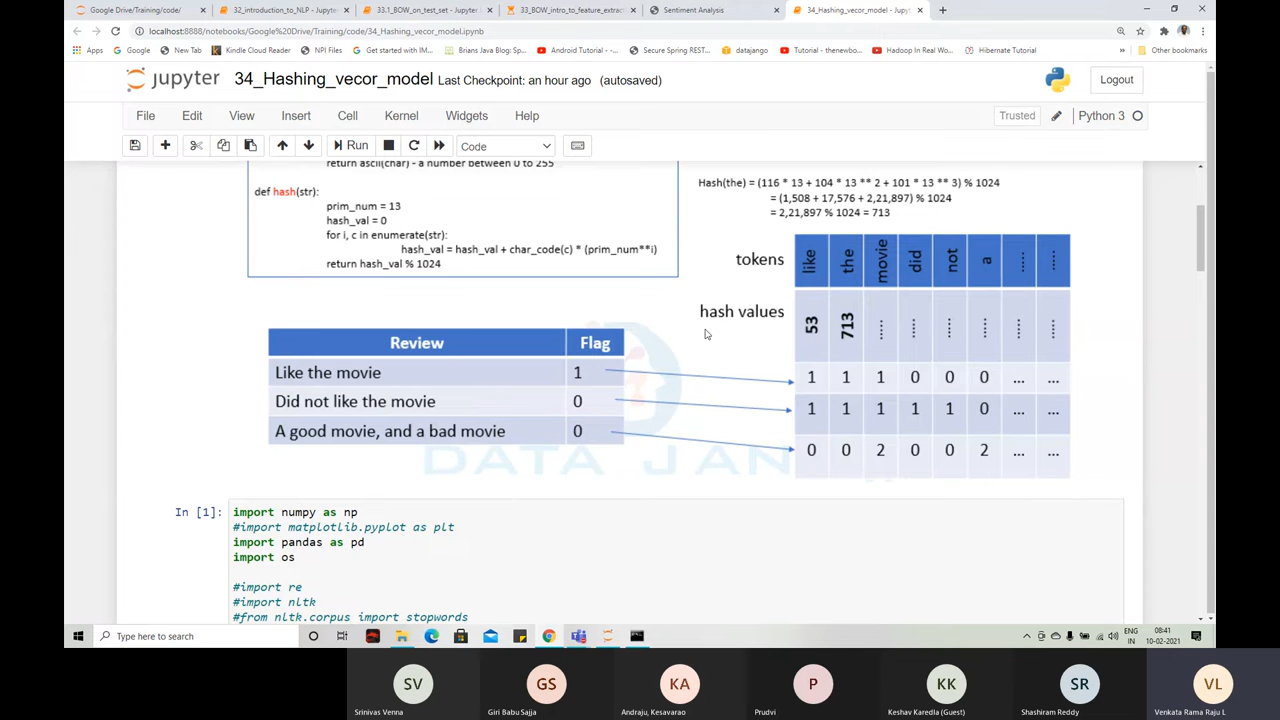 Google Drive/Training/code/
32_introduction_to_NLP - Jupyter
33.1_BOW_on_test_set - Jupyter
33_BOW_intro_to_feature_extrac
Sentiment Analysis
34_Hashing_vecor_model - Jupyter
localhost:8888/notebooks/Google%20Drive/Training/code/34_Hashing_vecor_model.ipynb
Apps Google New Tab Kindle Cloud Reader NPI Files Get started with IM... Brians Java Blog: Sp... Android Tutorial -... Secure Spring REST... datajango Tutorial - thenewbo... Hadoop In Real Wo... Hibernate Tutorial » Other bookmarks
jupyter 34_Hashing_vecor_model Last Checkpoint: an hour ago (autosaved) Logout
File Edit View Insert Cell Kernel Widgets Help Trusted Python 3
Run Code
return ascii(char) - a number between 0 to 255
def hash(str):
prim_num = 13
hash_val = 0
for i, c in enumerate(str):
hash_val = hash_val + char_code(c) * (prim_num**i)
return hash_val % 1024
Hash(the) = (116 * 13 + 104 * 13 ** 2 + 101 * 13 ** 3) % 1024
= (1,508 + 17,576 + 2,21,897) % 1024
= 2,21,897 % 1024 = 713
tokens like the movie did not a ..... .....
hash values 53 713 ..... ..... ..... ..... ..... .....
1 1 1 0 0 0 ... ...
1 1 1 1 1 0 ... ...
0 0 2 0 0 2 ... ...
Review Flag
Like the movie 1
Did not like the movie 0
A good movie, and a bad movie 0
DATA JAN
In [1]: import numpy as np
#import matplotlib.pyplot as plt
import pandas as pd
import os
#import re
#import nltk
#from nltk.corpus import stopwords
Type here to search
ENG
IN
08:41
10-02-2021
SV GS KA P KK SR VL
Srinivas Venna
Giri Babu Sajja
Andraju, Kesavarao
Prudvi
Keshav Karedla (Guest)
Shashiram Reddy
Venkata Rama Raju L